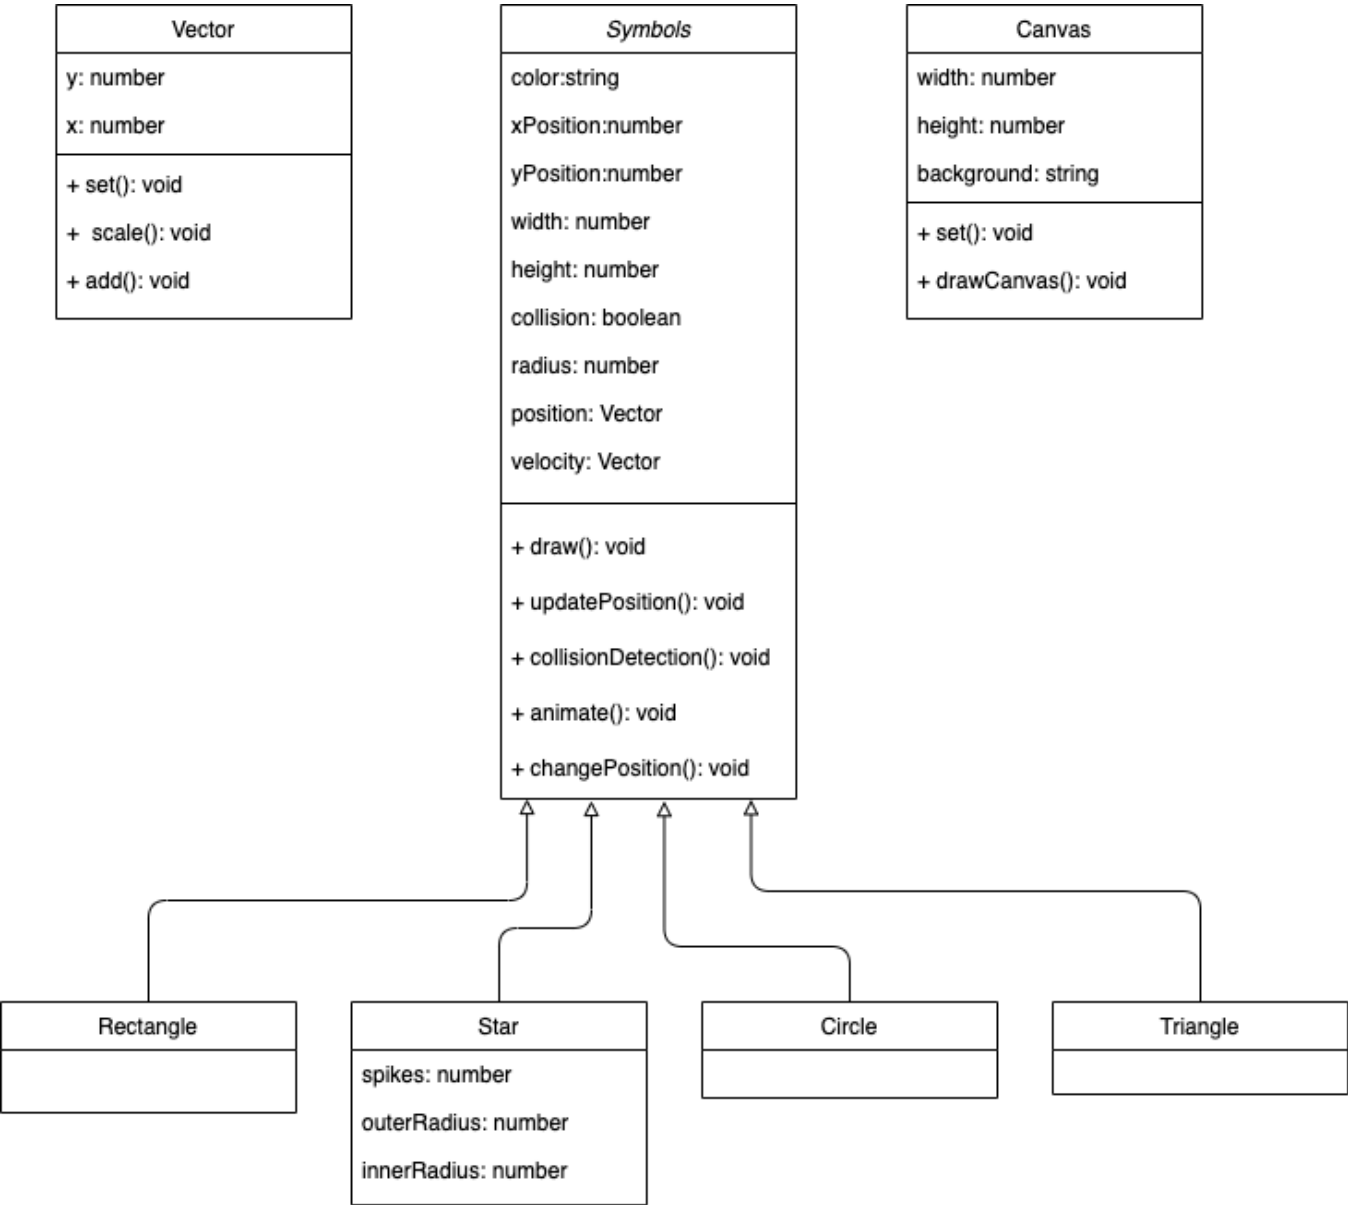 Vector
y: number
x: number
+ set(): void
+  scale(): void
+ add(): void
Symbols
color:string
xPosition:number
yPosition:number
width: number
height: number
collision: boolean
radius: number
position: Vector
velocity: Vector
+ draw(): void
+ updatePosition(): void
+ collisionDetection(): void
+ animate(): void
+ changePosition(): void
Canvas
width: number
height: number
background: string
+ set(): void
+ drawCanvas(): void
Rectangle
Star
spikes: number
outerRadius: number
innerRadius: number
Circle
Triangle